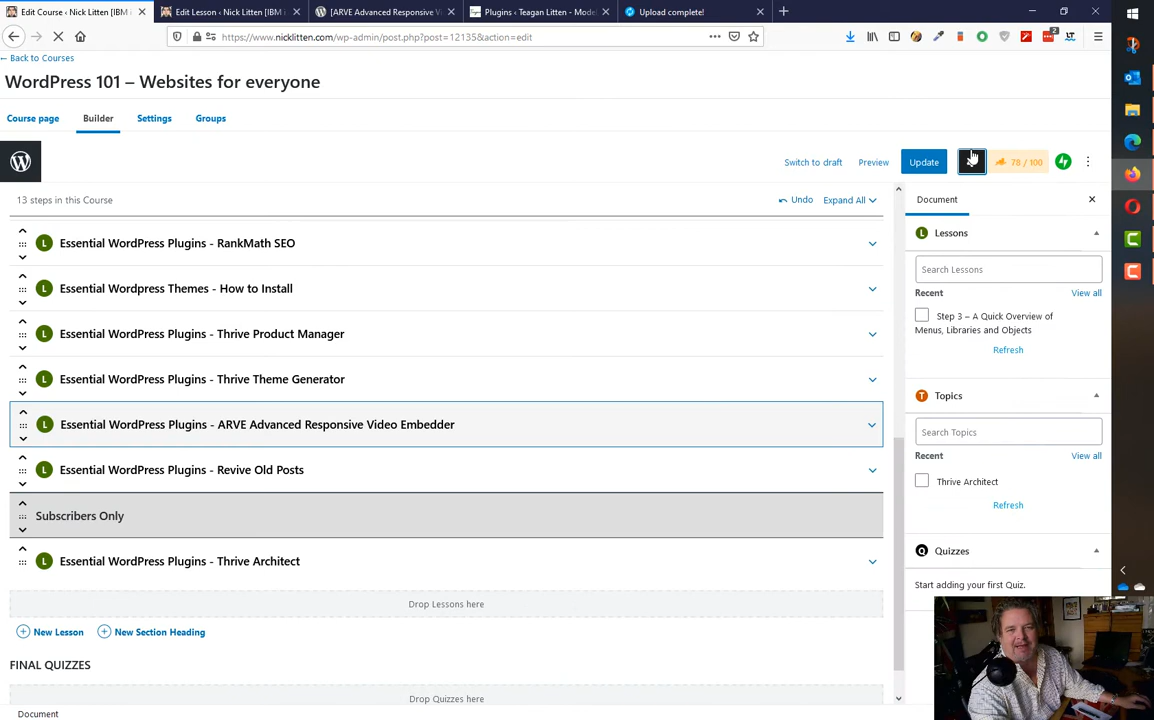 Edit Course ‹ Nick Litten [IBM i
Edit Lesson ‹ Nick Litten [IBM i
[ARVE Advanced Responsive Vi
Plugins ‹ Teagan Litten - Model
Upload complete!
https://www.nicklitten.com/wp-admin/post.php?post=12135&action=edit
2
← Back to Courses
WordPress 101 – Websites for everyone
Course page
Builder
Settings
Groups
Switch to draft
Preview
Update
78 / 100
13 steps in this Course
Undo
Expand All
Document
L Essential WordPress Plugins - RankMath SEO
L Essential Wordpress Themes - How to Install
L Essential WordPress Plugins - Thrive Product Manager
L Essential WordPress Plugins - Thrive Theme Generator
L Essential WordPress Plugins - ARVE Advanced Responsive Video Embedder
L Essential WordPress Plugins - Revive Old Posts
Subscribers Only
L Essential WordPress Plugins - Thrive Architect
Drop Lessons here
New Lesson
New Section Heading
FINAL QUIZZES
Drop Quizzes here
Document
L Lessons
Search Lessons
Recent
View all
Step 3 – A Quick Overview of
Menus, Libraries and Objects
Refresh
T Topics
Search Topics
Recent
View all
Thrive Architect
Refresh
Q Quizzes
Start adding your first Quiz.